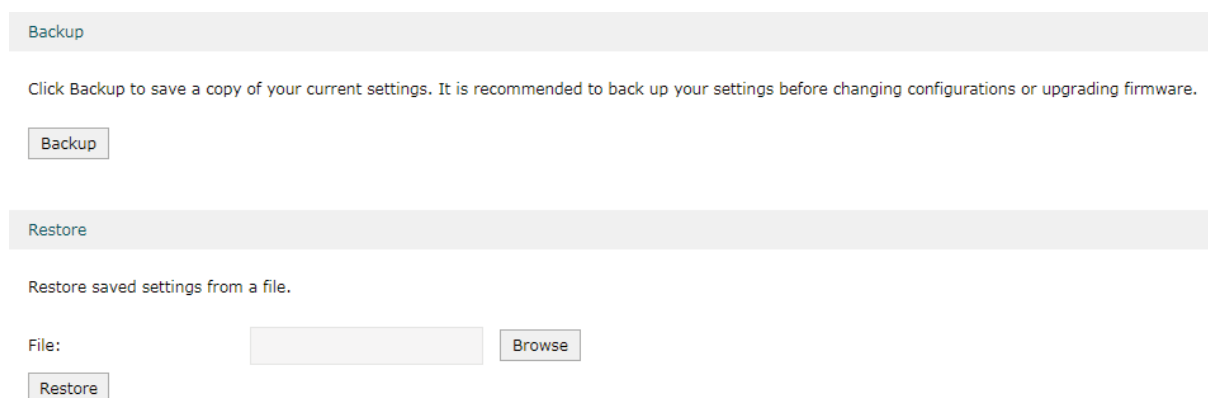 Backup
Click Backup to save a copy of your current settings. It is recommended to back up your settings before changing configurations or upgrading firmware.
Backup
Restore
Restore saved settings from a file.
File:
Browse
Restore